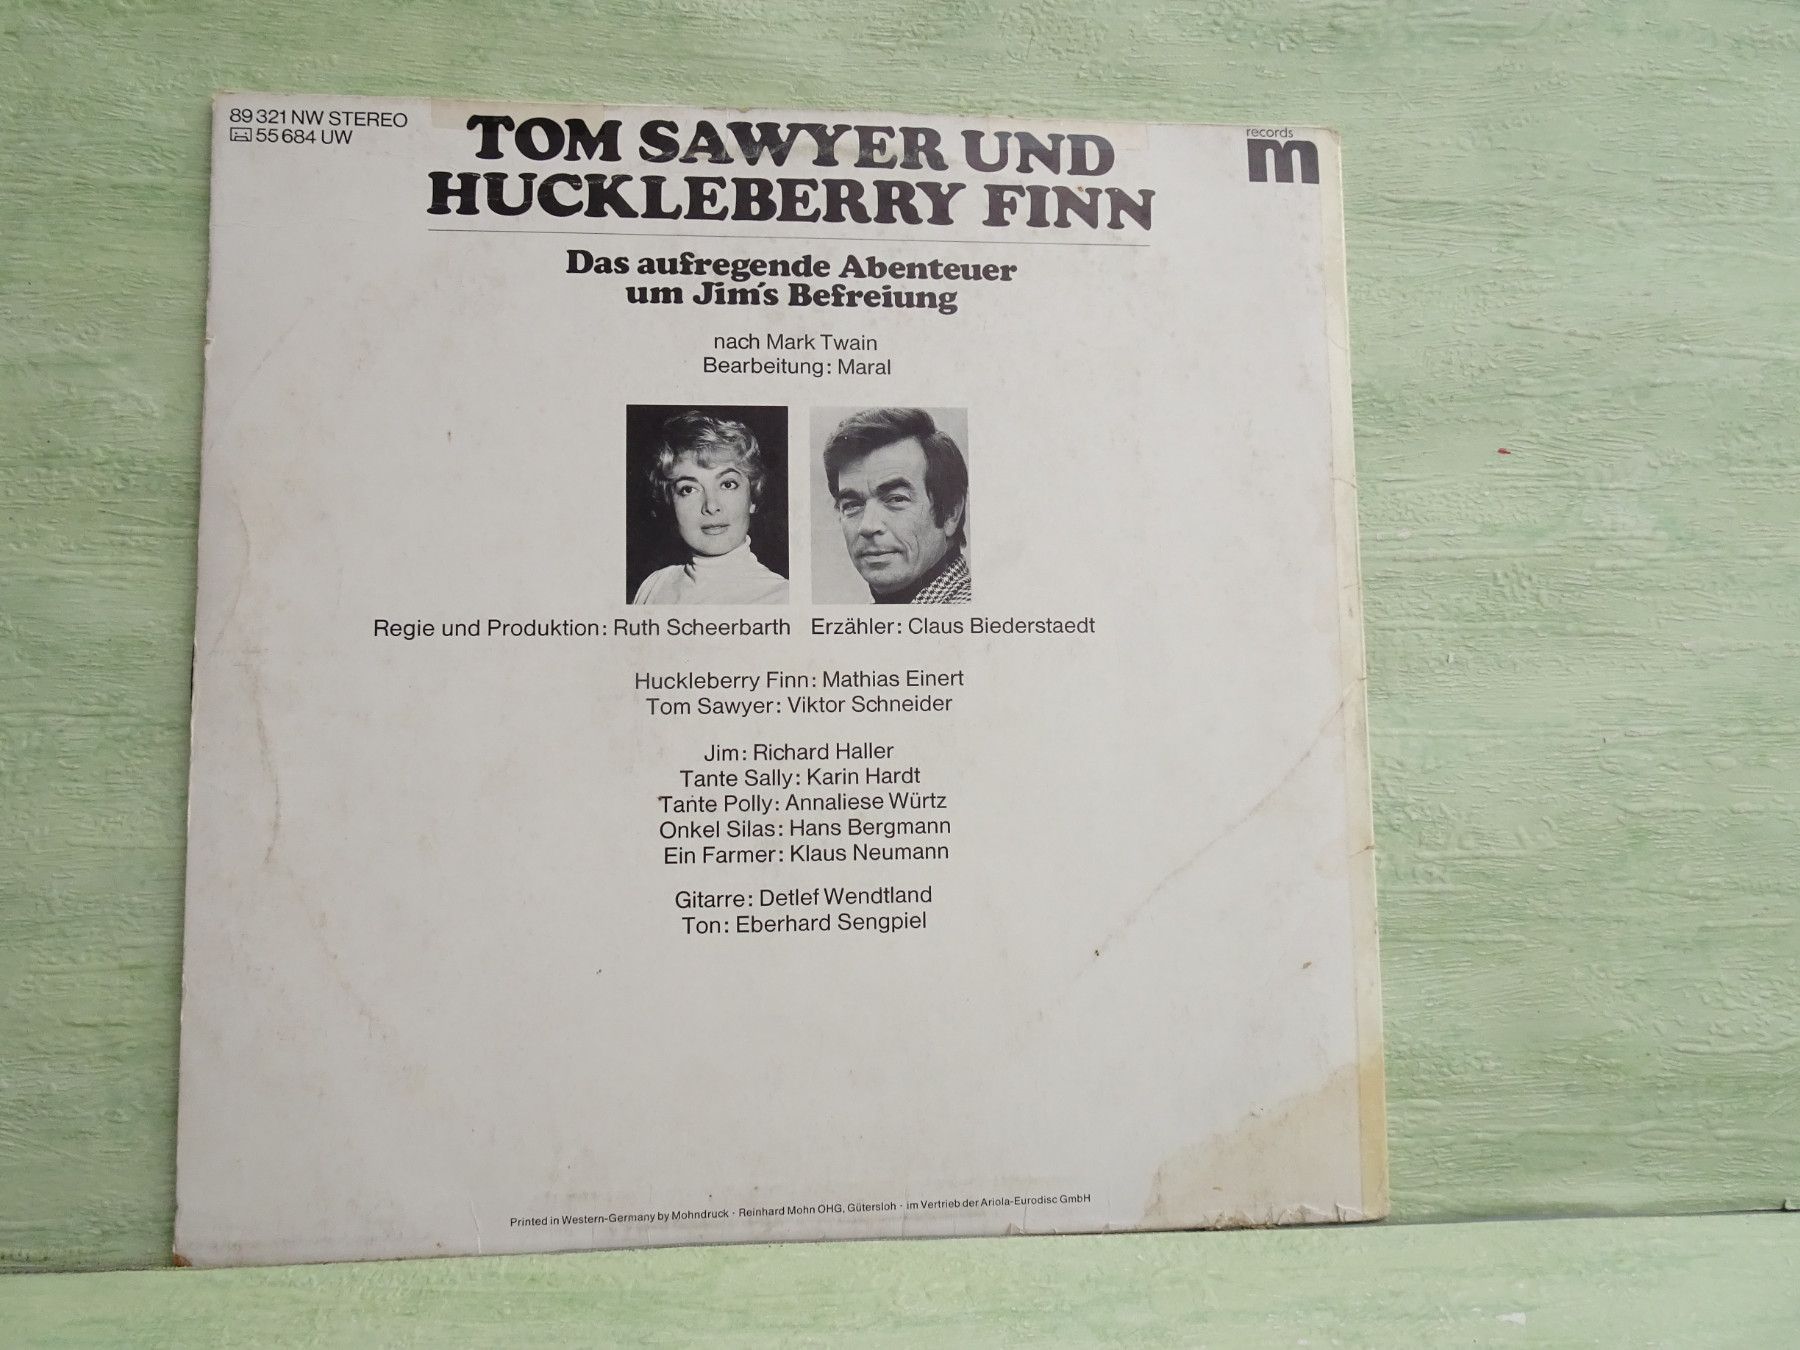 89 321 NW STEREO
55 684 UW
TOM SAWYER UND
HUCKLEBERRY FINN
records
m
Das aufregende Abenteuer
um Jim's Befreiung
nach Mark Twain
Bearbeitung: Maral
Regie und Produktion: Ruth Scheerbarth
Erzähler: Claus Biederstaedt
Huckleberry Finn: Mathias Einert
Tom Sawyer: Viktor Schneider
Jim: Richard Haller
Tante Sally: Karin Hardt
Tante Polly: Annaliese Würtz
Onkel Silas: Hans Bergmann
Ein Farmer: Klaus Neumann
Gitarre: Detlef Wendtland
Ton: Eberhard Sengpiel
Printed in Western-Germany by Mohndruck · Reinhard Mohn OHG, Gütersloh · im Vertrieb der Ariola-Eurodisc GmbH